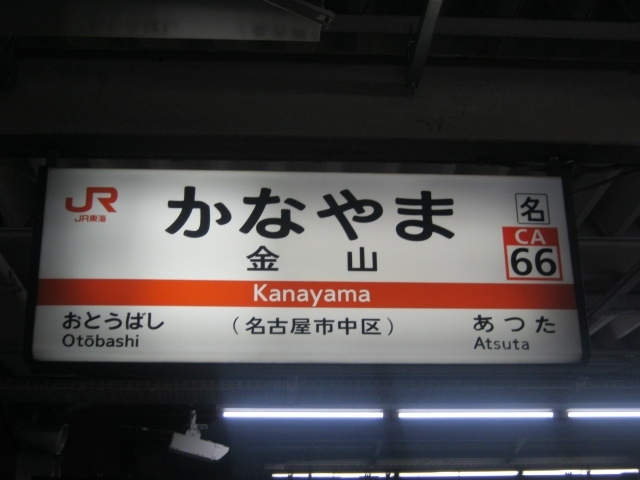 JR
JR東海
かなやま
名
金 山
CA
66
Kanayama
おとうばし
Otōbashi
(名古屋市中区)
あつた
Atsuta